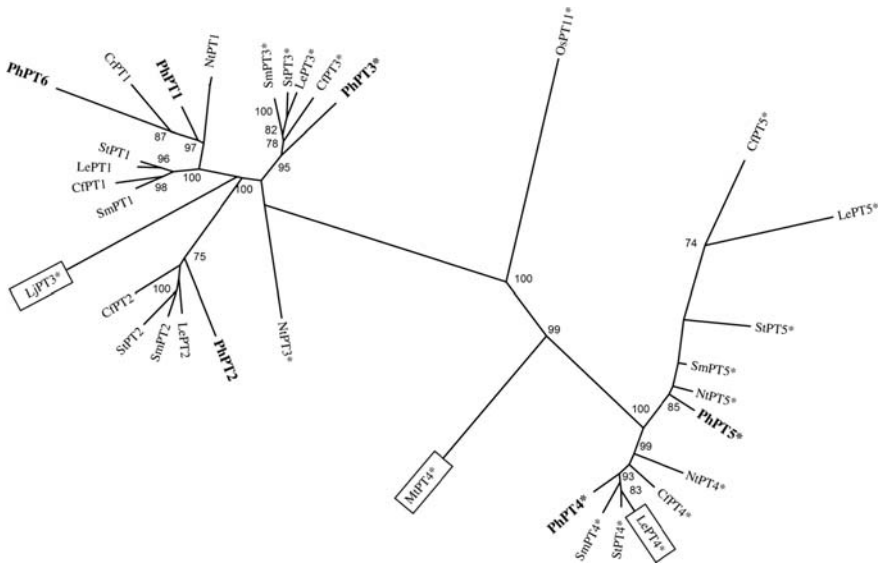 PhPT6
CrPT1
PhPT1
NtPT1
SmPT3*
StPT3*
LePT3*
CfPT3*
PhPT3*
OsPT11*
100
82
78
95
87
97
StPT1
96
LePT1
CfPT1
98
SmPT1
100
100
LjPT3*
75
CfPT2
100
StPT2
SmPT2
LePT2
PhPT2
NtPT3*
100
99
MtPT4*
CfPT5*
LePT5*
74
StPT5*
SmPT5*
NtPT5*
85
PhPT5*
100
99
NtPT4*
93
CfPT4*
83
PhPT4*
SmPT4*
StPT4*
LePT4*